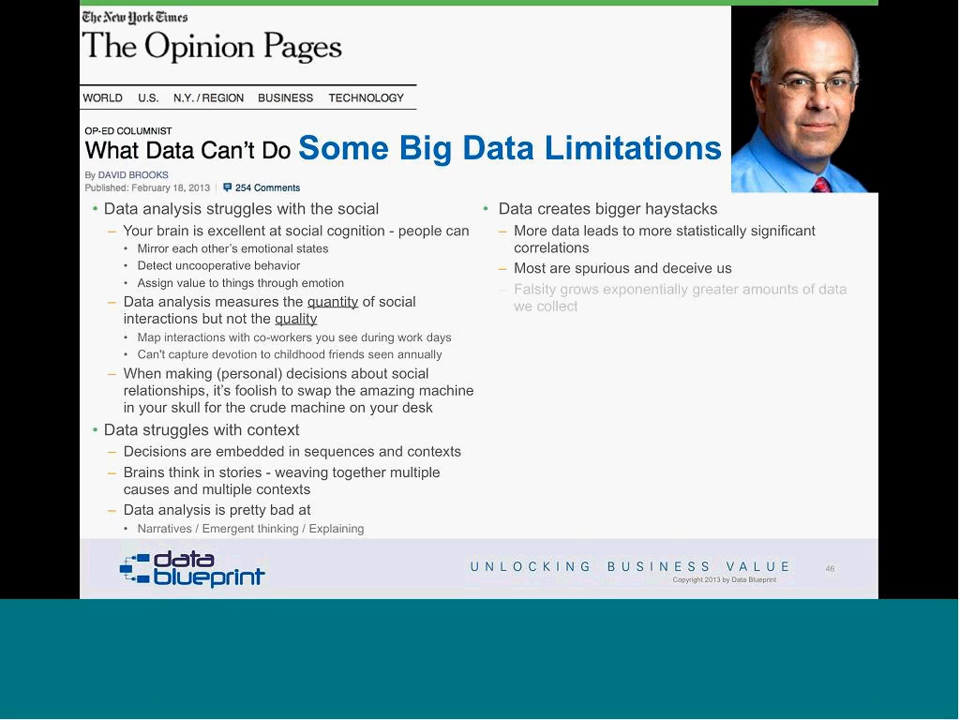 The New York Times
The Opinion Pages
WORLD U.S. N.Y. / REGION BUSINESS TECHNOLOGY
OP-ED COLUMNIST
What Data Can't Do
Some Big Data Limitations
By DAVID BROOKS
Published: February 18, 2013 | 254 Comments
• Data analysis struggles with the social
– Your brain is excellent at social cognition - people can
• Mirror each other's emotional states
• Detect uncooperative behavior
• Assign value to things through emotion
– Data analysis measures the quantity of social
interactions but not the quality
• Map interactions with co-workers you see during work days
• Can't capture devotion to childhood friends seen annually
– When making (personal) decisions about social
relationships, it's foolish to swap the amazing machine
in your skull for the crude machine on your desk
• Data struggles with context
– Decisions are embedded in sequences and contexts
– Brains think in stories - weaving together multiple
causes and multiple contexts
– Data analysis is pretty bad at
• Narratives / Emergent thinking / Explaining
• Data creates bigger haystacks
– More data leads to more statistically significant
correlations
– Most are spurious and deceive us
– Falsity grows exponentially greater amounts of data
we collect
data
blueprint
UNLOCKING BUSINESS VALUE
46
Copyright 2013 by Data Blueprint